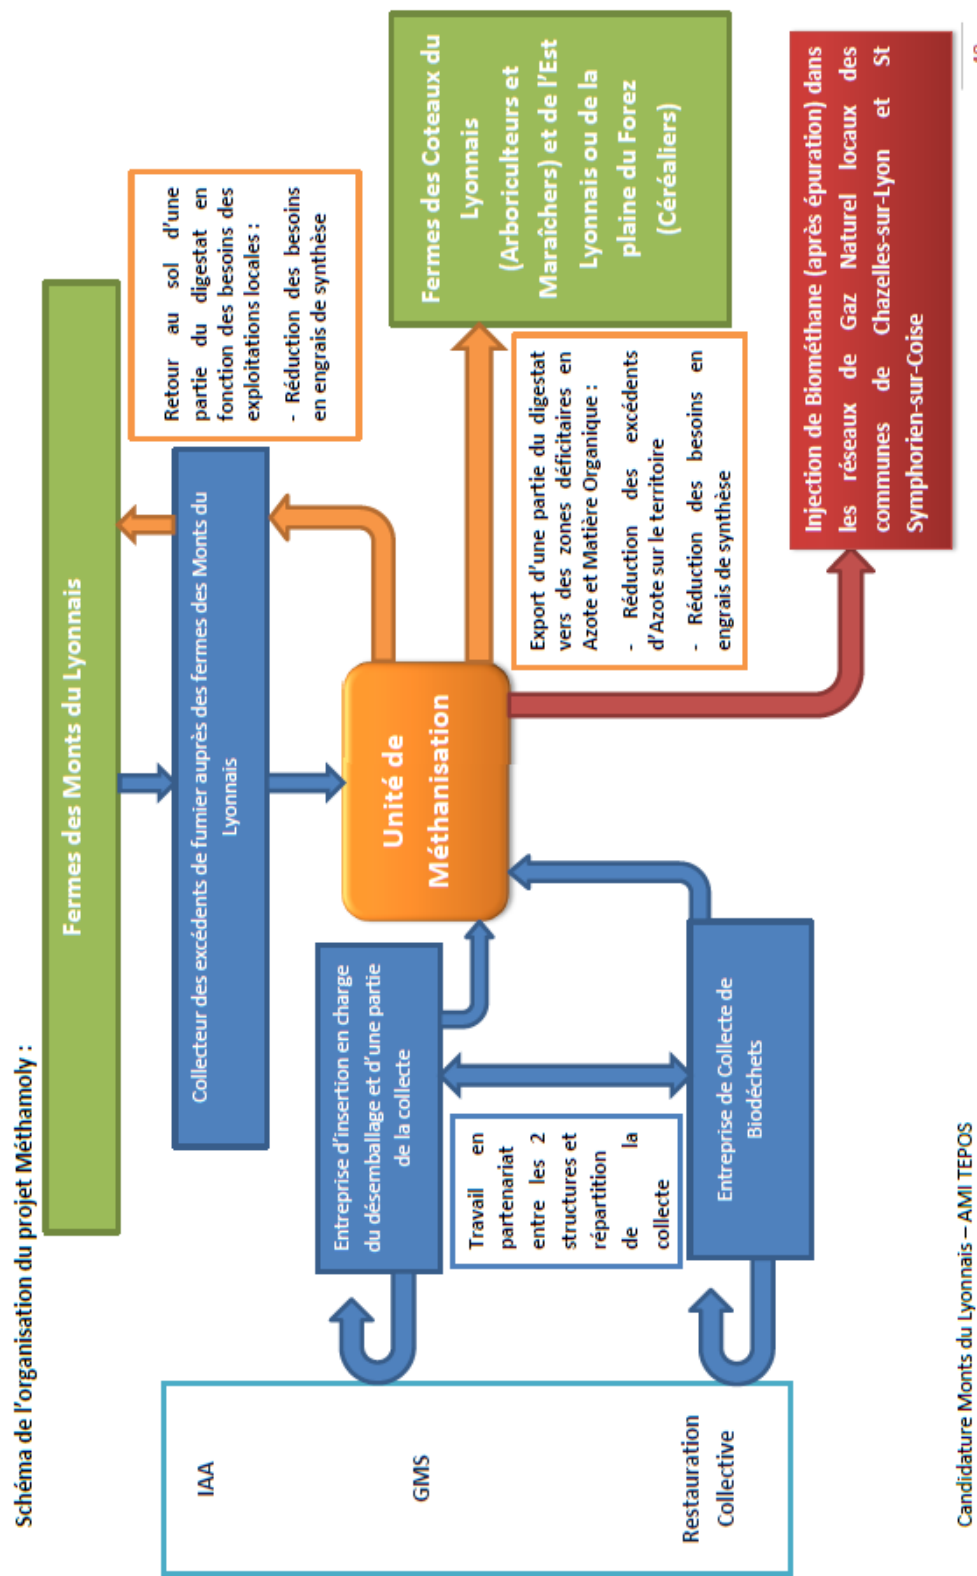 Schéma de l'organisation du projet Méthamoly :
Fermes des Monts du Lyonnais
Collecteur des excédents de fumier auprès des fermes des Monts du
Lyonnais
Retour au sol d'une
partie du digestat en
fonction des besoins des
exploitations locales :
- Réduction des besoins
en engrais de synthèse
IAA
GMS
Restauration
Collective
Entreprise d'insertion en charge
du désemballage et d'une partie
de la collecte
Travail en
partenariat
entre les 2
structures et
répartition
de la
collecte
Entreprise de Collecte de
Biodéchets
Unité de
Méthanisation
Fermes des Coteaux du
Lyonnais
(Arboriculteurs et
Maraîchers) et de l'Est
Lyonnais ou de la
plaine du Forez
(Céréaliers)
Export d'une partie du digestat
vers des zones déficitaires en
Azote et Matière Organique :
- Réduction des excédents
d'Azote sur le territoire
- Réduction des besoins en
engrais de synthèse
Injection de Biométhane (après épuration) dans
les réseaux de Gaz Naturel locaux des
communes de Chazelles-sur-Lyon et St
Symphorien-sur-Coise
Candidature Monts du Lyonnais – AMI TEPOS